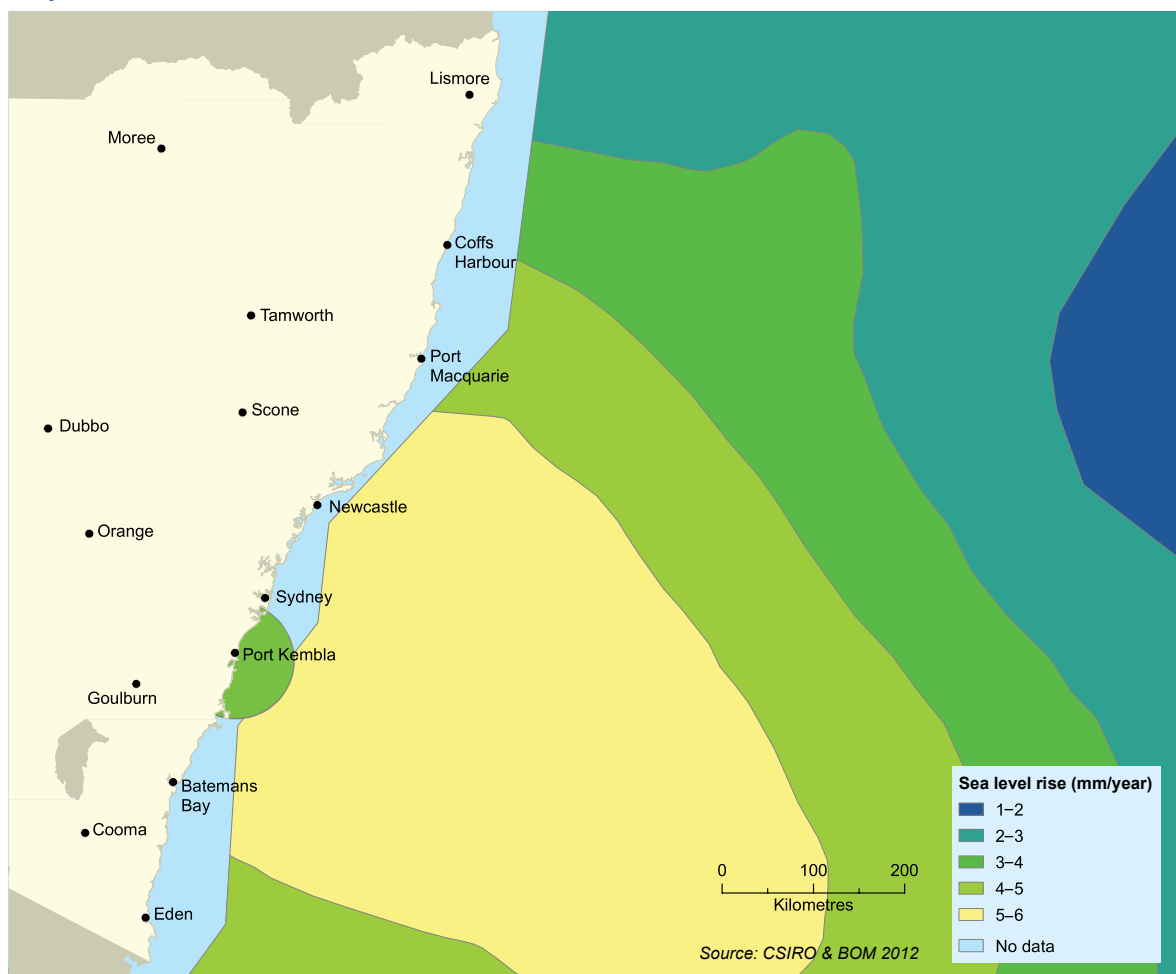 Lismore
Moree
Coffs
Harbour
Tamworth
Port
Macquarie
Scone
Dubbo
Newcastle
Orange
Sydney
Port Kembla
Goulburn
Batemans
Bay
Cooma
Eden
Sea level rise (mm/year)
1–2
2–3
3–4
4–5
5–6
No data
0 100 200
Kilometres
Source: CSIRO & BOM 2012